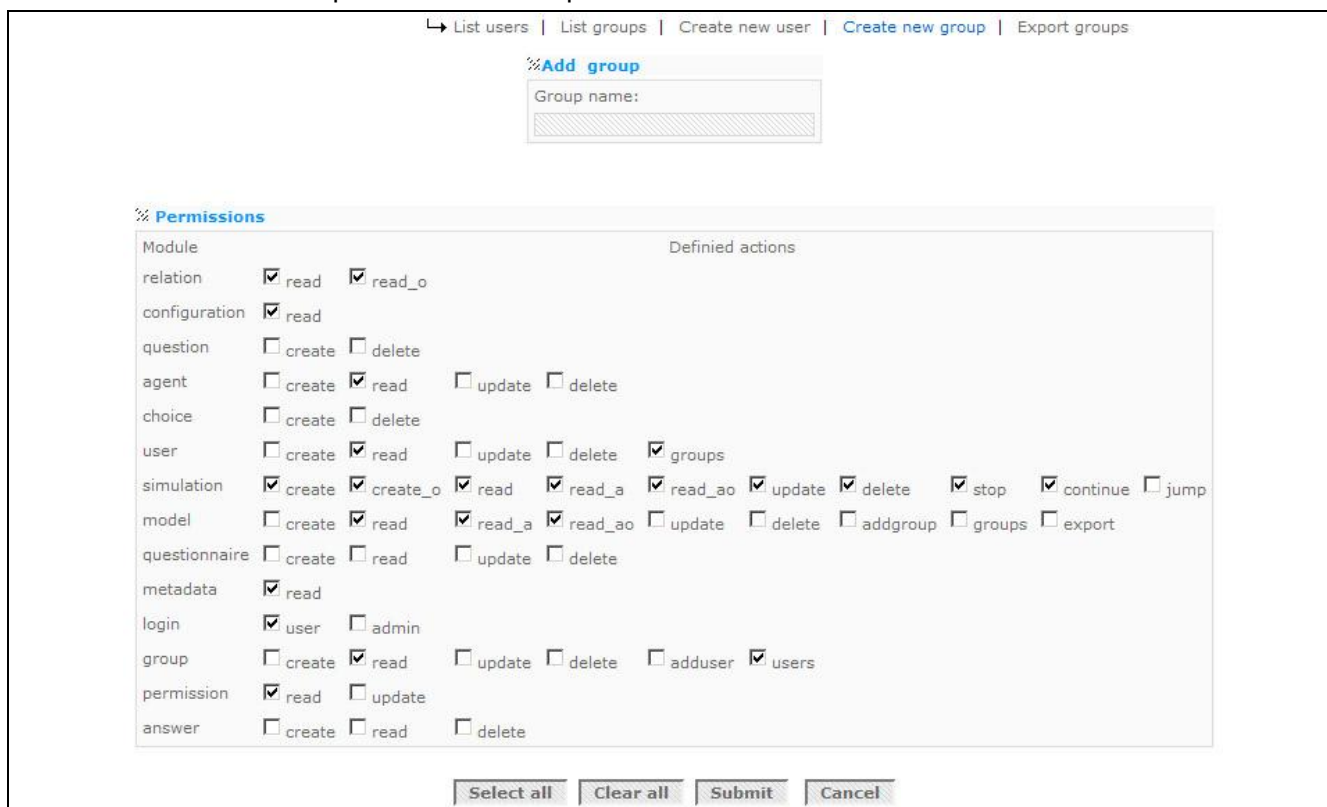 List users | List groups | Create new user | Create new group | Export groups
Add group
Group name:
Permissions
Module Definied actions
relation read read_o
configuration read
question create delete
agent create read update delete
choice create delete
user create read update delete groups
simulation create create_o read read_a read_ao update delete stop continue jump
model create read read_a read_ao update delete addgroup groups export
questionnaire create read update delete
metadata read
login user admin
group create read update delete adduser users
permission read update
answer create read delete
Select all Clear all Submit Cancel